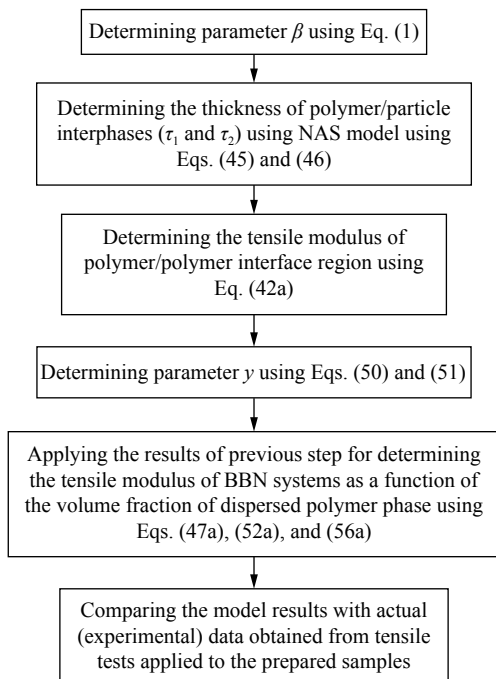 Determining parameter β using Eq. (1)
Determining the thickness of polymer/particle
interphases (τ₁ and τ₂) using NAS model using
Eqs. (45) and (46)
Determining the tensile modulus of
polymer/polymer interface region using
Eq. (42a)
Determining parameter y using Eqs. (50) and (51)
Applying the results of previous step for determining
the tensile modulus of BBN systems as a function of
the volume fraction of dispersed polymer phase using
Eqs. (47a), (52a), and (56a)
Comparing the model results with actual
(experimental) data obtained from tensile
tests applied to the prepared samples